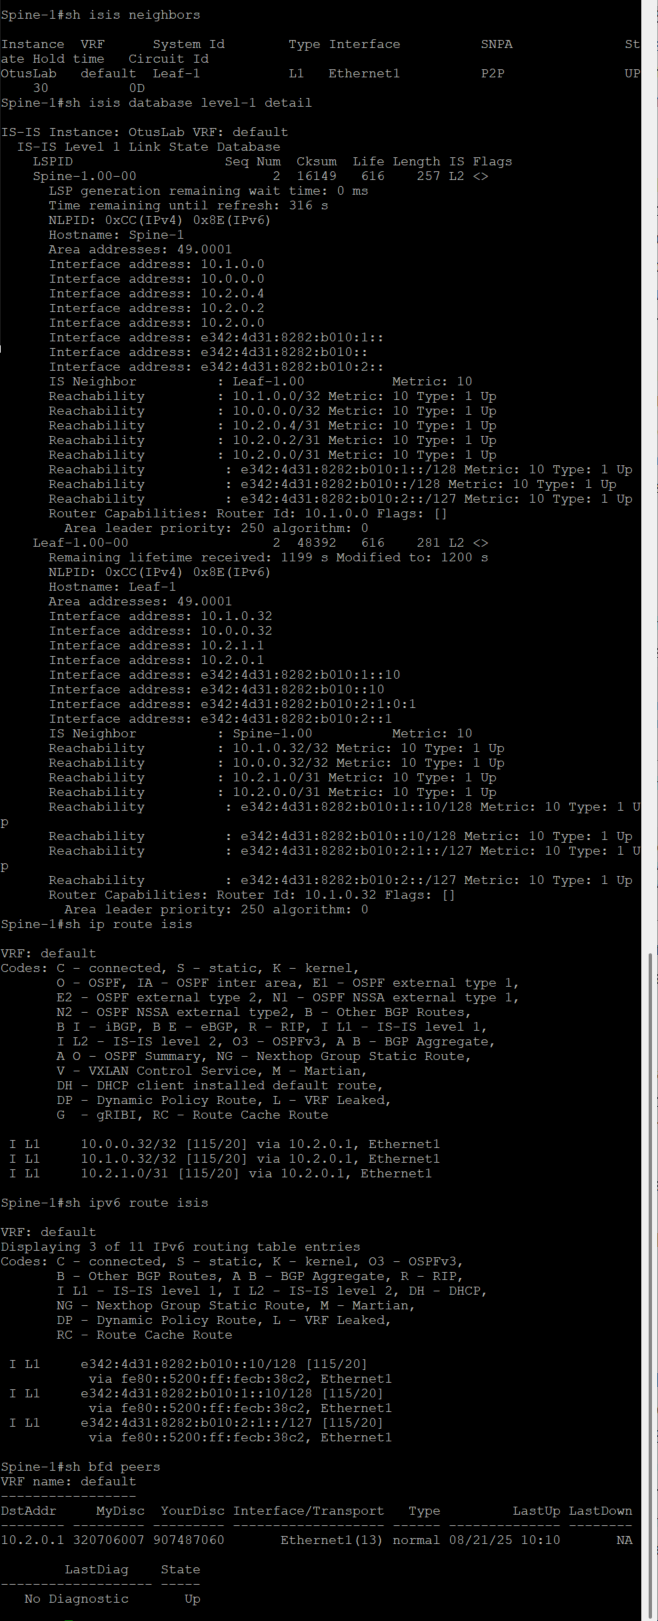 Spine-1#sh isis neighbors

Instance  VRF      System Id        Type Interface          SNPA              St
ate Hold time   Circuit Id
OtusLab   default  Leaf-1           L1   Ethernet1          P2P               UP
    30          0D
Spine-1#sh isis database level-1 detail

IS-IS Instance: OtusLab VRF: default
  IS-IS Level 1 Link State Database
    LSPID                   Seq Num  Cksum  Life Length IS Flags
    Spine-1.00-00                 2  16149   616    257 L2 <>
      LSP generation remaining wait time: 0 ms
      Time remaining until refresh: 316 s
      NLPID: 0xCC(IPv4) 0x8E(IPv6)
      Hostname: Spine-1
      Area addresses: 49.0001
      Interface address: 10.1.0.0
      Interface address: 10.0.0.0
      Interface address: 10.2.0.4
      Interface address: 10.2.0.2
      Interface address: 10.2.0.0
      Interface address: e342:4d31:8282:b010:1::
      Interface address: e342:4d31:8282:b010::
      Interface address: e342:4d31:8282:b010:2::
      IS Neighbor          : Leaf-1.00          Metric: 10
      Reachability         : 10.1.0.0/32 Metric: 10 Type: 1 Up
      Reachability         : 10.0.0.0/32 Metric: 10 Type: 1 Up
      Reachability         : 10.2.0.4/31 Metric: 10 Type: 1 Up
      Reachability         : 10.2.0.2/31 Metric: 10 Type: 1 Up
      Reachability         : 10.2.0.0/31 Metric: 10 Type: 1 Up
      Reachability          : e342:4d31:8282:b010:1::/128 Metric: 10 Type: 1 Up
      Reachability          : e342:4d31:8282:b010::/128 Metric: 10 Type: 1 Up
      Reachability          : e342:4d31:8282:b010:2::/127 Metric: 10 Type: 1 Up
      Router Capabilities: Router Id: 10.1.0.0 Flags: []
        Area leader priority: 250 algorithm: 0
    Leaf-1.00-00                  2  48392   616    281 L2 <>
      Remaining lifetime received: 1199 s Modified to: 1200 s
      NLPID: 0xCC(IPv4) 0x8E(IPv6)
      Hostname: Leaf-1
      Area addresses: 49.0001
      Interface address: 10.1.0.32
      Interface address: 10.0.0.32
      Interface address: 10.2.1.1
      Interface address: 10.2.0.1
      Interface address: e342:4d31:8282:b010:1::10
      Interface address: e342:4d31:8282:b010::10
      Interface address: e342:4d31:8282:b010:2:1:0:1
      Interface address: e342:4d31:8282:b010:2::1
      IS Neighbor          : Spine-1.00         Metric: 10
      Reachability         : 10.1.0.32/32 Metric: 10 Type: 1 Up
      Reachability         : 10.0.0.32/32 Metric: 10 Type: 1 Up
      Reachability         : 10.2.1.0/31 Metric: 10 Type: 1 Up
      Reachability         : 10.2.0.0/31 Metric: 10 Type: 1 Up
      Reachability          : e342:4d31:8282:b010:1::10/128 Metric: 10 Type: 1 U
p
      Reachability          : e342:4d31:8282:b010::10/128 Metric: 10 Type: 1 Up
      Reachability          : e342:4d31:8282:b010:2:1::/127 Metric: 10 Type: 1 U
p
      Reachability          : e342:4d31:8282:b010:2::/127 Metric: 10 Type: 1 Up
      Router Capabilities: Router Id: 10.1.0.32 Flags: []
        Area leader priority: 250 algorithm: 0
Spine-1#sh ip route isis

VRF: default
Codes: C - connected, S - static, K - kernel,
       O - OSPF, IA - OSPF inter area, E1 - OSPF external type 1,
       E2 - OSPF external type 2, N1 - OSPF NSSA external type 1,
       N2 - OSPF NSSA external type2, B - Other BGP Routes,
       B I - iBGP, B E - eBGP, R - RIP, I L1 - IS-IS level 1,
       I L2 - IS-IS level 2, O3 - OSPFv3, A B - BGP Aggregate,
       A O - OSPF Summary, NG - Nexthop Group Static Route,
       V - VXLAN Control Service, M - Martian,
       DH - DHCP client installed default route,
       DP - Dynamic Policy Route, L - VRF Leaked,
       G  - gRIBI, RC - Route Cache Route

 I L1     10.0.0.32/32 [115/20] via 10.2.0.1, Ethernet1
 I L1     10.1.0.32/32 [115/20] via 10.2.0.1, Ethernet1
 I L1     10.2.1.0/31 [115/20] via 10.2.0.1, Ethernet1

Spine-1#sh ipv6 route isis

VRF: default
Displaying 3 of 11 IPv6 routing table entries
Codes: C - connected, S - static, K - kernel, O3 - OSPFv3,
       B - Other BGP Routes, A B - BGP Aggregate, R - RIP,
       I L1 - IS-IS level 1, I L2 - IS-IS level 2, DH - DHCP,
       NG - Nexthop Group Static Route, M - Martian,
       DP - Dynamic Policy Route, L - VRF Leaked,
       RC - Route Cache Route

 I L1     e342:4d31:8282:b010::10/128 [115/20]
           via fe80::5200:ff:fecb:38c2, Ethernet1
 I L1     e342:4d31:8282:b010:1::10/128 [115/20]
           via fe80::5200:ff:fecb:38c2, Ethernet1
 I L1     e342:4d31:8282:b010:2:1::/127 [115/20]
           via fe80::5200:ff:fecb:38c2, Ethernet1

Spine-1#sh bfd peers
VRF name: default
-----------------
DstAddr     MyDisc  YourDisc Interface/Transport   Type         LastUp LastDown
-------- --------- --------- ------------------- ------ -------------- --------
10.2.0.1 320706007 907487060       Ethernet1(13) normal 08/21/25 10:10       NA

        LastDiag    State
------------------- -----
   No Diagnostic       Up